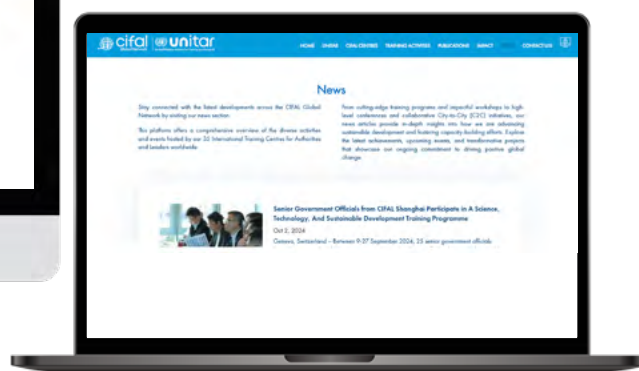 cifal unitar
HOME CIFAL CENTRES TRAINING ACTIVITIES PUBLICATIONS IMPACT CONTACT US
News
Stay connected with the latest developments across the CIFAL Global
Network by visiting our news section.
This platform offers a comprehensive overview of the diverse activities
and events hosted by our 32 International Training Centres for Authorities
and Leaders worldwide.
From cutting-edge training programs and impactful workshops to high-
level conferences and collaborative City-to-City (C2C) initiatives, our
news articles provide in-depth insights into how we are advancing
sustainable development and fostering capacity-building efforts. Explore
the latest achievements, upcoming events, and transformative projects
that showcase our ongoing commitment to driving positive global
change.
Senior Government Officials from CIFAL Shanghai Participate in A Science,
Technology, And Sustainable Development Training Programme
Oct 2, 2024
Geneva, Switzerland – Between 9-27 September 2024, 25 senior government officials